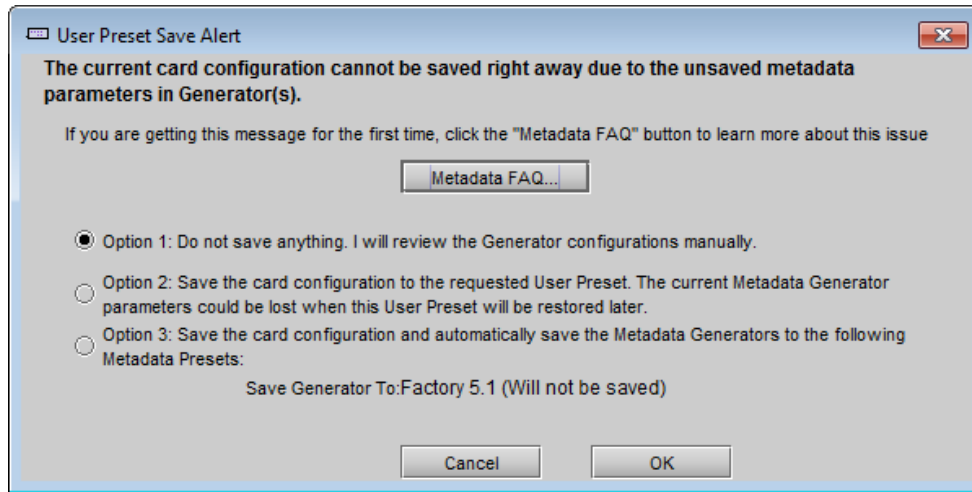 User Preset Save Alert
The current card configuration cannot be saved right away due to the unsaved metadata
parameters in Generator(s).
If you are getting this message for the first time, click the "Metadata FAQ" button to learn more about this issue
Metadata FAQ...
Option 1: Do not save anything. I will review the Generator configurations manually.
Option 2: Save the card configuration to the requested User Preset. The current Metadata Generator
parameters could be lost when this User Preset will be restored later.
Option 3: Save the card configuration and automatically save the Metadata Generators to the following
Metadata Presets:
Save Generator To:Factory 5.1 (Will not be saved)
Cancel OK